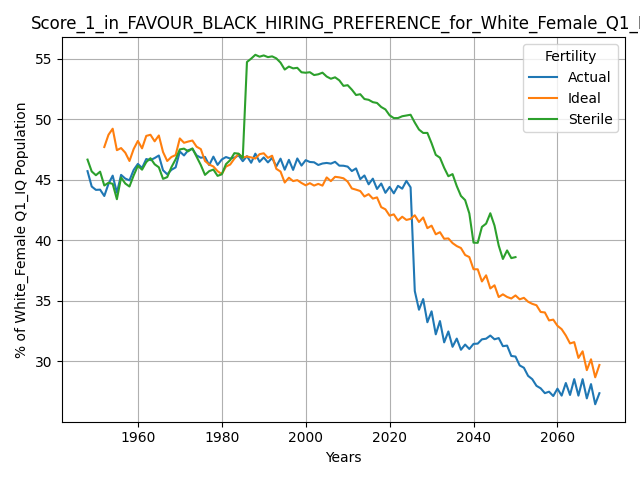 Score_1_in_FAVOUR_BLACK_HIRING_PREFERENCE_for_White_Female_Q1_I
Fertility
Actual
Ideal
Sterile
% of White_Female Q1_IQ Population
55
50
45
40
35
30
1960 1980 2000 2020 2040 2060
Years